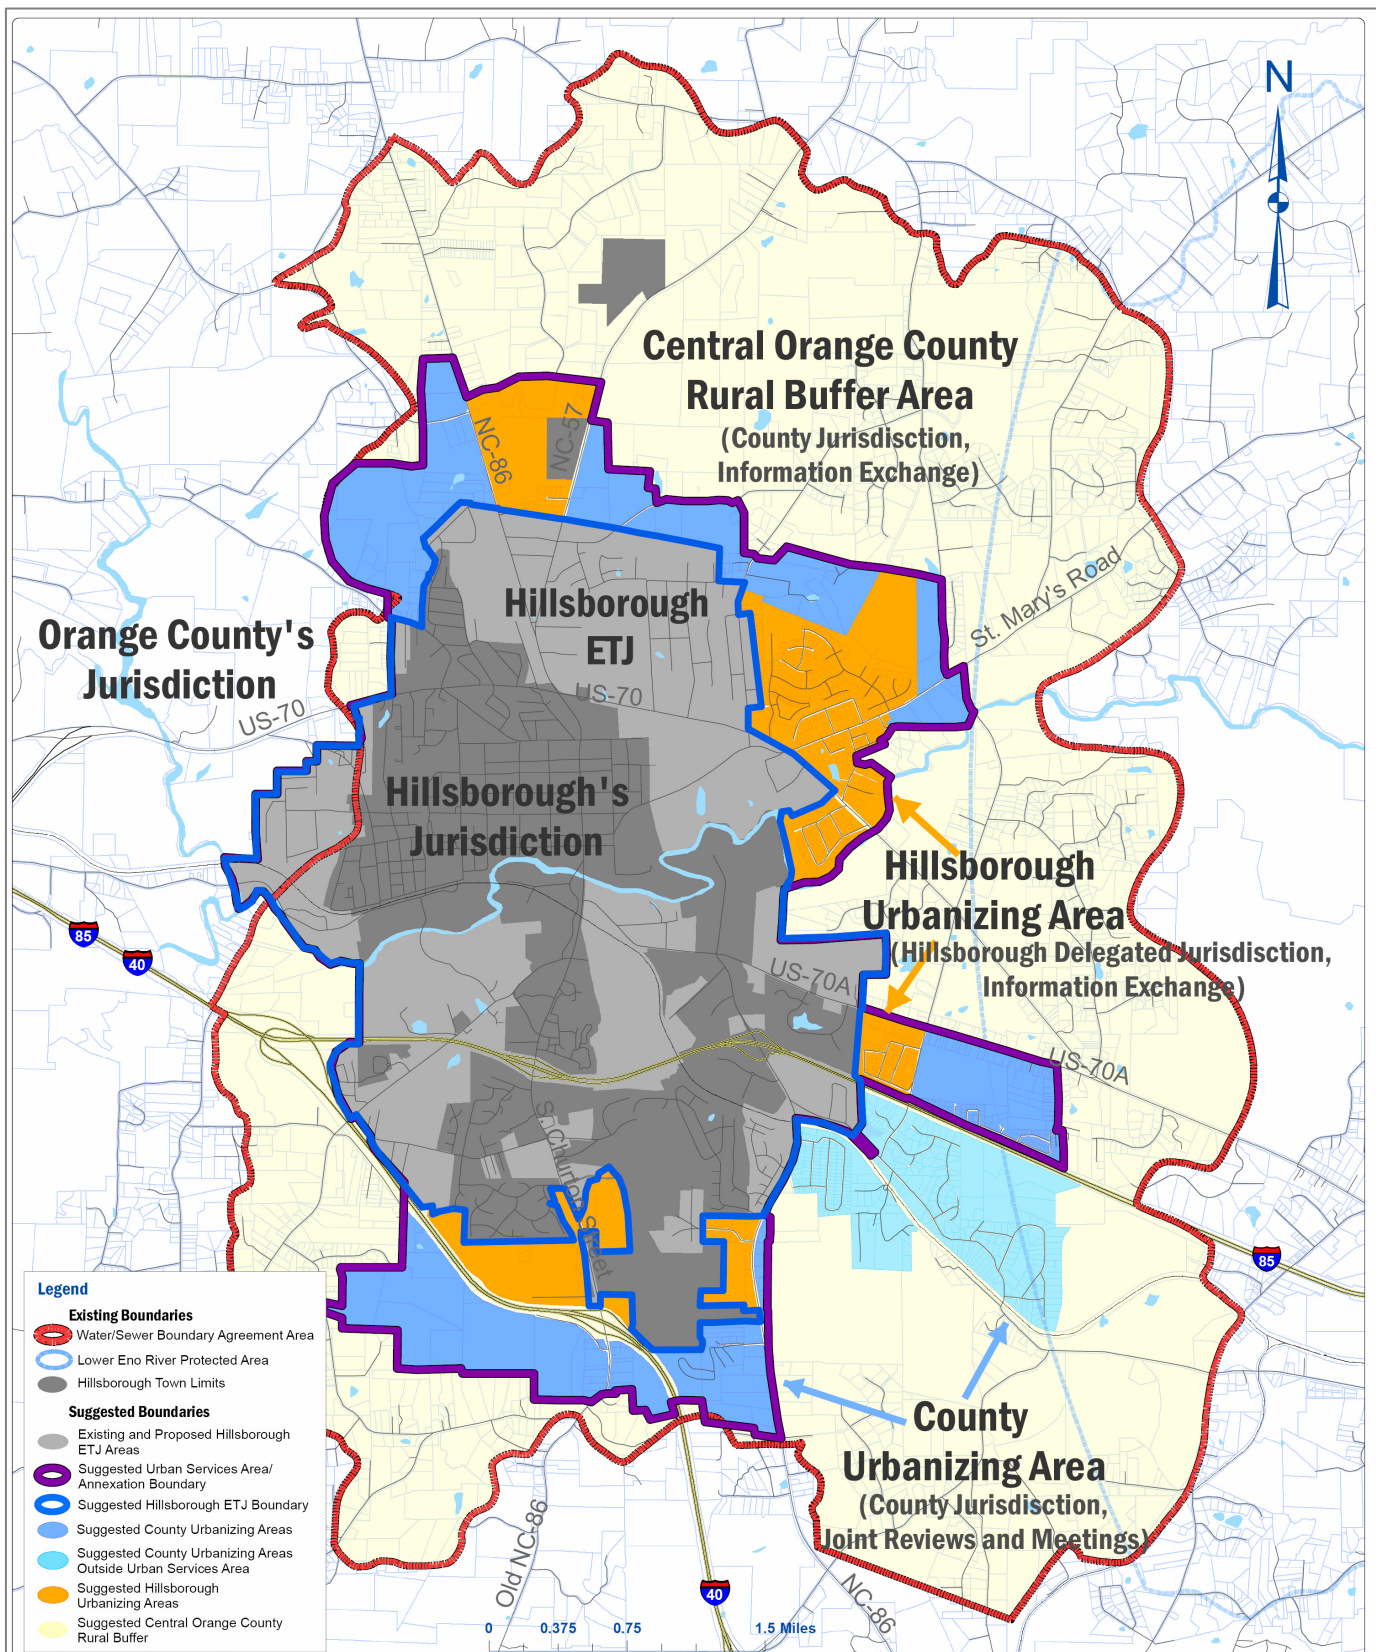 N
Central Orange County
Rural Buffer Area
(County Jurisdisction,
Information Exchange)
NC-86
NC-57
St. Mary's Road
Hillsborough
ETJ
Orange County's
Jurisdiction
US-70
US-70
Hillsborough's
Jurisdiction
Hillsborough
Urbanizing Area
(Hillsborough Delegated Jurisdisction,
Information Exchange)
85
40
US-70A
US-70A
S. Churton Street
85
County
Urbanizing Area
(County Jurisdisction,
Joint Reviews and Meetings)
Old NC-86
40
NC-86
Legend
Existing Boundaries
Water/Sewer Boundary Agreement Area
Lower Eno River Protected Area
Hillsborough Town Limits
Suggested Boundaries
Existing and Proposed Hillsborough
ETJ Areas
Suggested Urban Services Area/
Annexation Boundary
Suggested Hillsborough ETJ Boundary
Suggested County Urbanizing Areas
Suggested County Urbanizing Areas
Outside Urban Services Area
Suggested Hillsborough
Urbanizing Areas
Suggested Central Orange County
Rural Buffer
0 0.375 0.75 1.5 Miles